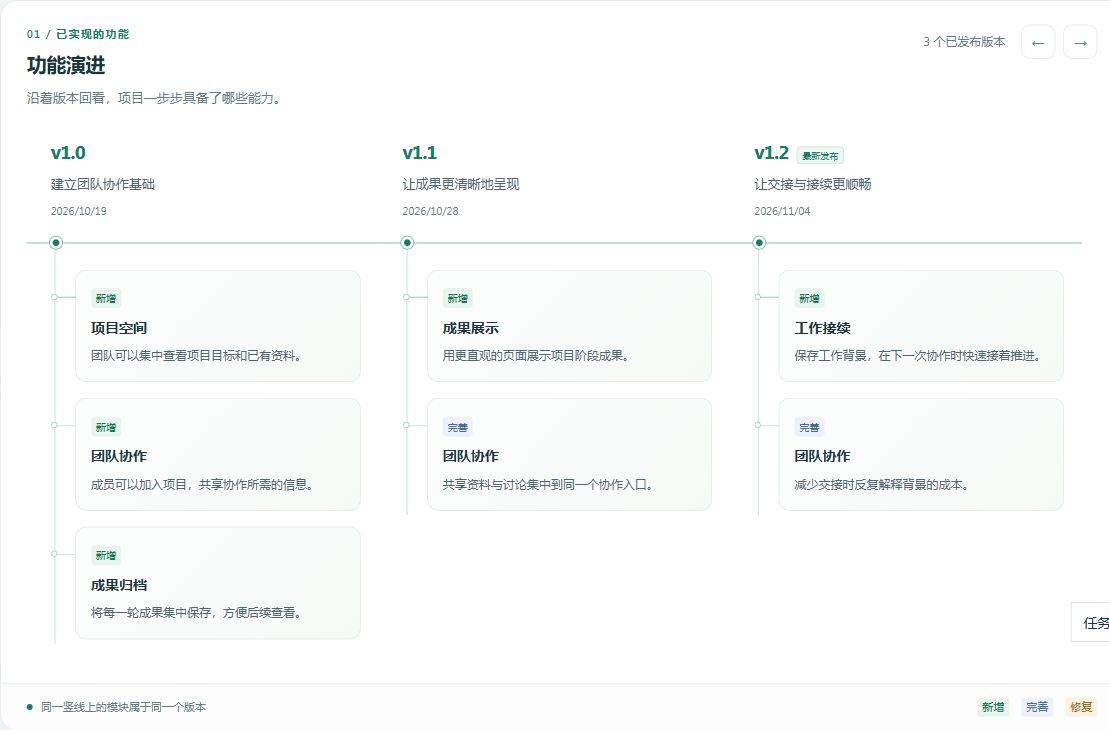 01 / 已实现的功能
功能演进
沿着版本回看，项目一步步具备了哪些能力。
3 个已发布版本
←
→
v1.0
建立团队协作基础
2026/10/19
v1.1
让成果更清晰地呈现
2026/10/28
v1.2 最新发布
让交接与接续更顺畅
2026/11/04
新增
项目空间
团队可以集中查看项目目标和已有资料。
新增
团队协作
成员可以加入项目，共享协作所需的信息。
新增
成果归档
将每一轮成果集中保存，方便后续查看。
新增
成果展示
用更直观的页面展示项目阶段成果。
完善
团队协作
共享资料与讨论集中到同一个协作入口。
新增
工作接续
保存工作背景，在下一次协作时快速接着推进。
完善
团队协作
减少交接时反复解释背景的成本。
任务
同一竖线上的模块属于同一个版本
新增 完善 修复